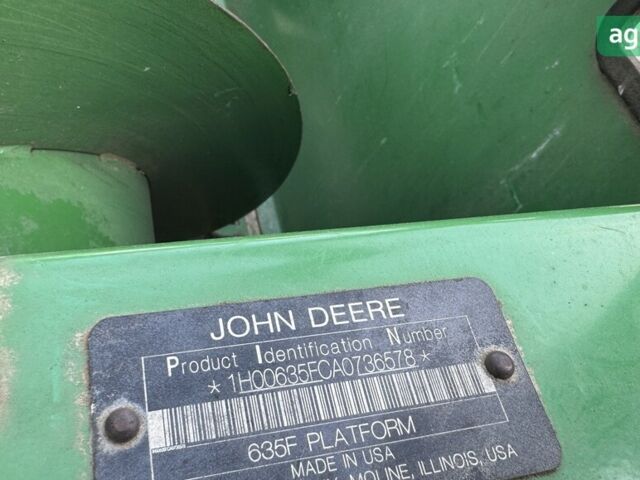 ag
JOHN DEERE
Product Identification Number
*1H00635FCA0736578*
635F PLATFORM
MADE IN USA
MOLINE, ILLINOIS, USA